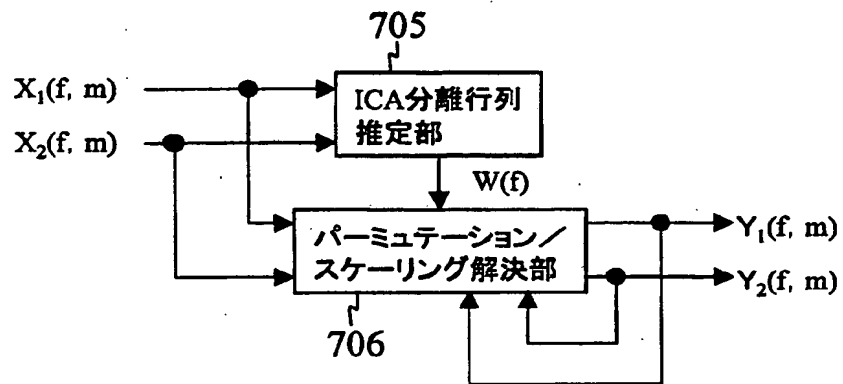 705
X₁(f, m)
ICA分離行列
推定部
X₂(f, m)
W(f)
パーミュテーション／
スケーリング解決部
Y₁(f, m)
Y₂(f, m)
706